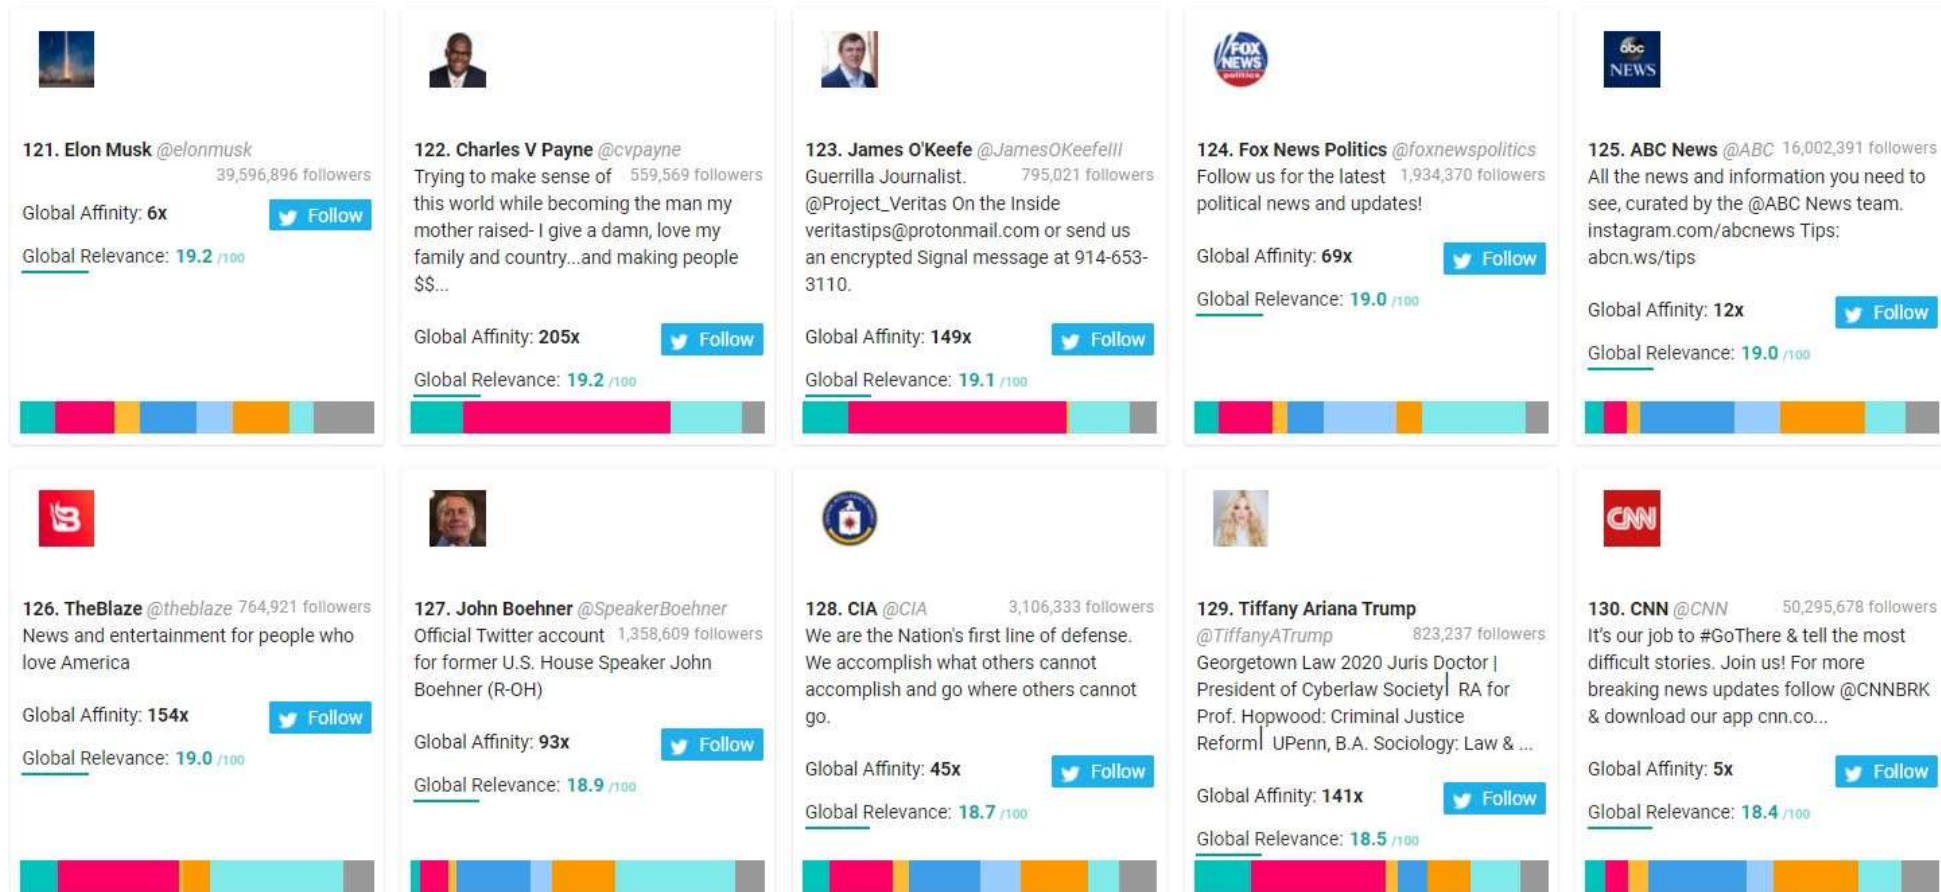 FOX
NEWS
politics
abc
NEWS
121. Elon Musk @elonmusk
39,596,896 followers
Global Affinity: 6x
Follow
Global Relevance: 19.2 /100
122. Charles V Payne @cvpayne
Trying to make sense of 559,569 followers
this world while becoming the man my
mother raised- I give a damn, love my
family and country...and making people
$$...
Global Affinity: 205x
Follow
Global Relevance: 19.2 /100
123. James O'Keefe @JamesOKeefeIII
Guerrilla Journalist. 795,021 followers
@Project_Veritas On the Inside
veritastips@protonmail.com or send us
an encrypted Signal message at 914-653-
3110.
Global Affinity: 149x
Follow
Global Relevance: 19.1 /100
124. Fox News Politics @foxnewspolitics
Follow us for the latest 1,934,370 followers
political news and updates!
Global Affinity: 69x
Follow
Global Relevance: 19.0 /100
125. ABC News @ABC 16,002,391 followers
All the news and information you need to
see, curated by the @ABC News team.
instagram.com/abcnews Tips:
abcn.ws/tips
Global Affinity: 12x
Follow
Global Relevance: 19.0 /100
B
CNN
126. TheBlaze @theblaze 764,921 followers
News and entertainment for people who
love America
Global Affinity: 154x
Follow
Global Relevance: 19.0 /100
127. John Boehner @SpeakerBoehner
Official Twitter account 1,358,609 followers
for former U.S. House Speaker John
Boehner (R-OH)
Global Affinity: 93x
Follow
Global Relevance: 18.9 /100
128. CIA @CIA 3,106,333 followers
We are the Nation's first line of defense.
We accomplish what others cannot
accomplish and go where others cannot
go.
Global Affinity: 45x
Follow
Global Relevance: 18.7 /100
129. Tiffany Ariana Trump
@TiffanyATrump 823,237 followers
Georgetown Law 2020 Juris Doctor |
President of Cyberlaw Society| RA for
Prof. Hopwood: Criminal Justice
Reform| UPenn, B.A. Sociology: Law & ...
Global Affinity: 141x
Follow
Global Relevance: 18.5 /100
130. CNN @CNN 50,295,678 followers
It's our job to #GoThere & tell the most
difficult stories. Join us! For more
breaking news updates follow @CNNBRK
& download our app cnn.co...
Global Affinity: 5x
Follow
Global Relevance: 18.4 /100